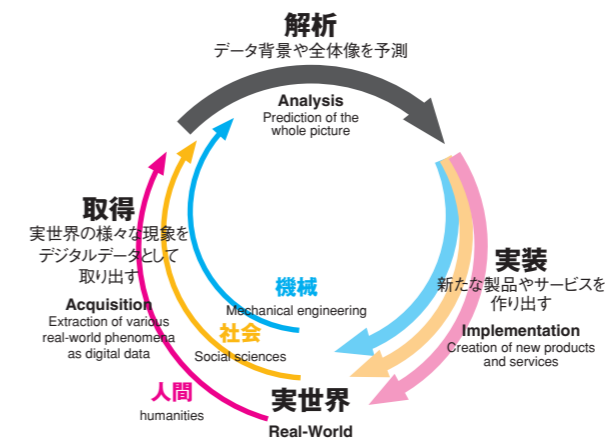 解析
データ背景や全体像を予測
Analysis
Prediction of the
whole picture
取得
実世界の様々な現象を
デジタルデータとして
取り出す
Acquisition
Extraction of various
real-world phenomena
as digital data
機械
Mechanical engineering
社会
Social sciences
人間
humanities
実装
新たな製品やサービスを
作り出す
Implementation
Creation of new products
and services
実世界
Real-World